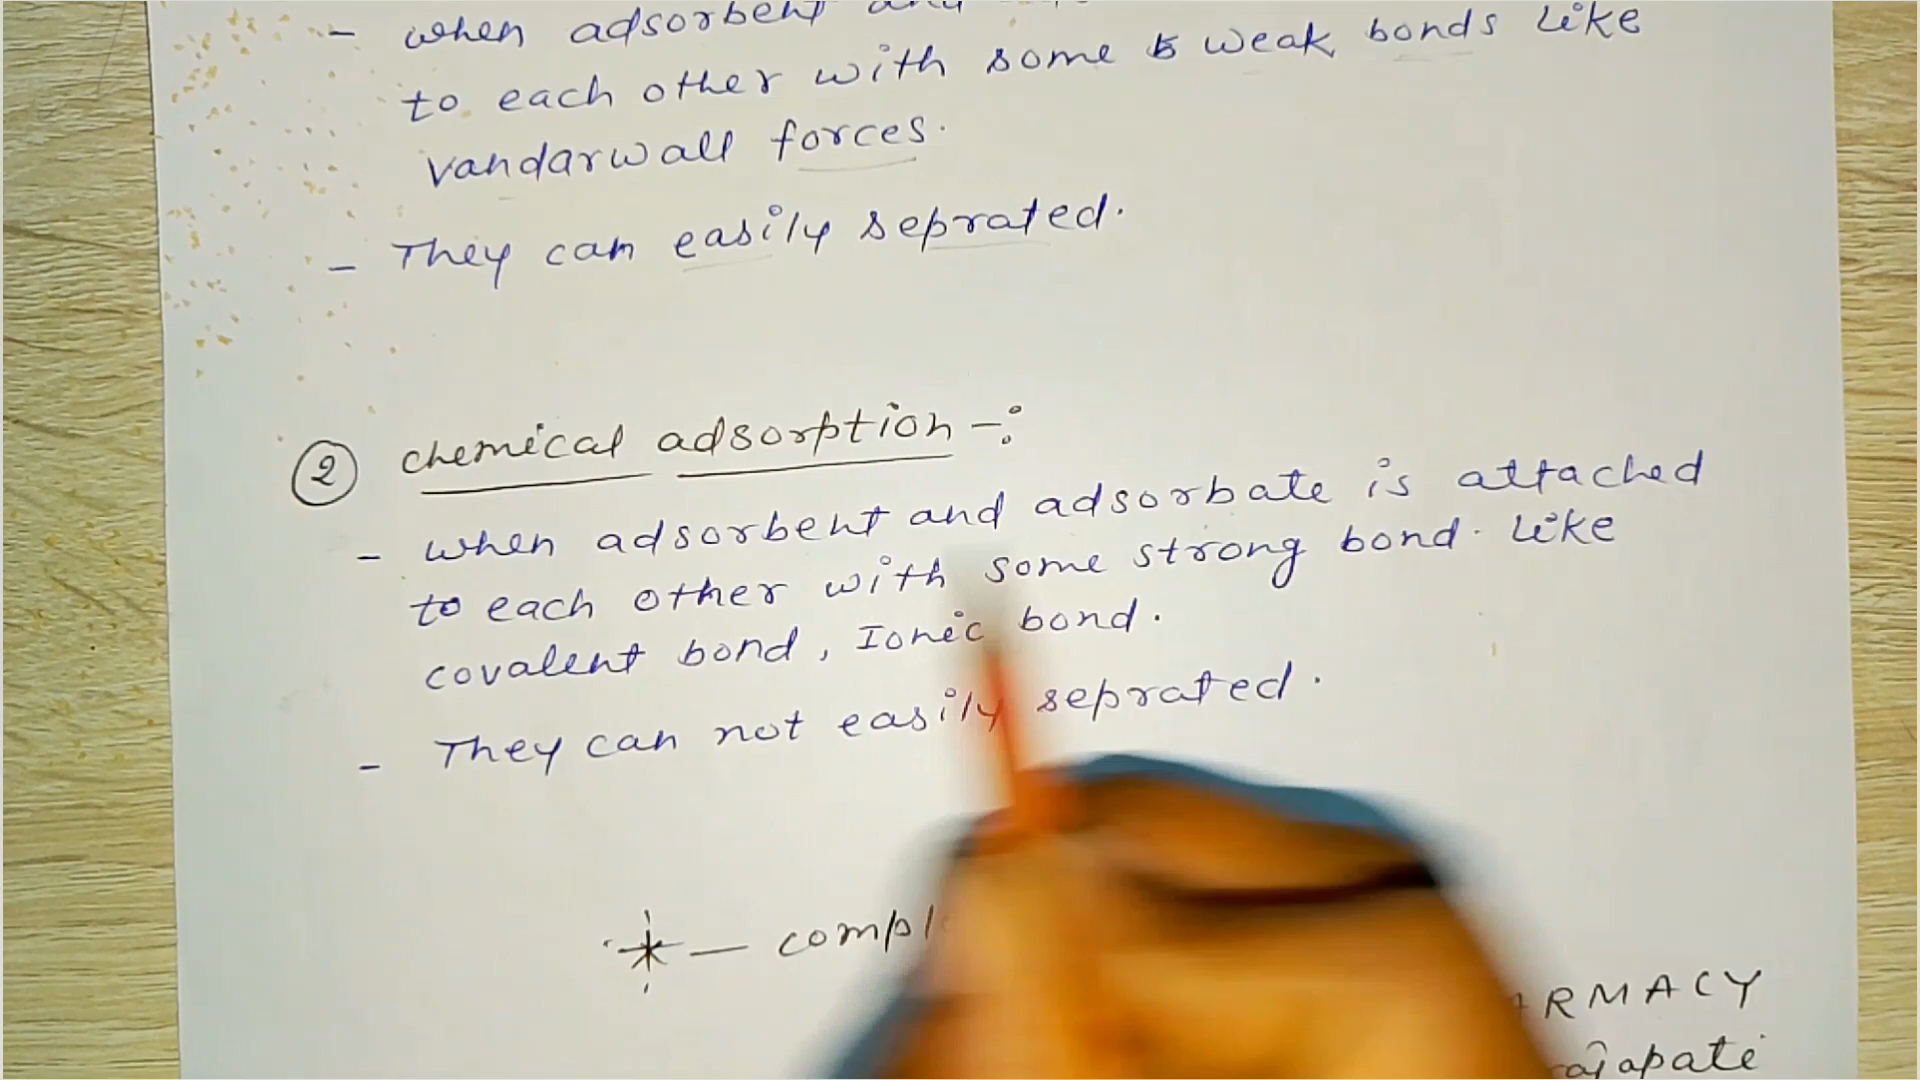 - when adsorbent and
to each other with some weak bonds like
vandarwall forces.
- They can easily seprated.
② chemical adsorption -:
- when adsorbent and adsorbate is attached
to each other with some strong bond. like
covalent bond, Ionic bond.
- They can not easily seprated.